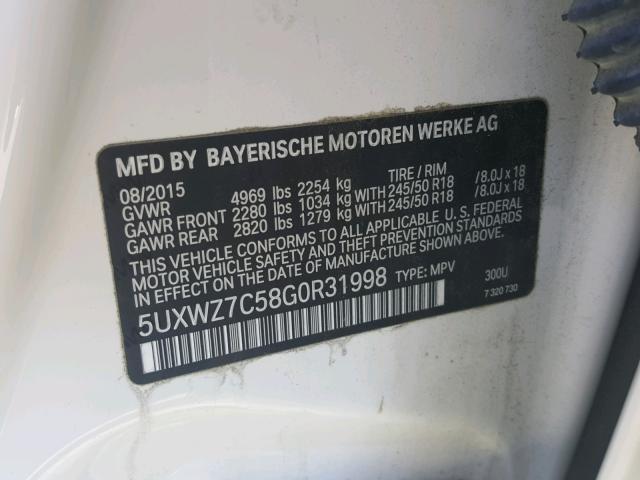 MFD BY BAYERISCHE MOTOREN WERKE AG
08/2015 TIRE / RIM
GVWR 4969 lbs 2254 kg
GAWR FRONT 2280 lbs 1034 kg WITH 245/50 R18 /8.0J x 18
GAWR REAR 2820 lbs 1279 kg WITH 245/50 R18 /8.0J x 18
THIS VEHICLE CONFORMS TO ALL APPLICABLE U.S. FEDERAL
MOTOR VEHICLE SAFETY AND THEFT PREVENTION STANDARDS
IN EFFECT ON THE DATE OF MANUFACTURE SHOWN ABOVE.
5UXWZ7C58G0R31998 TYPE: MPV 300U
7 320 730